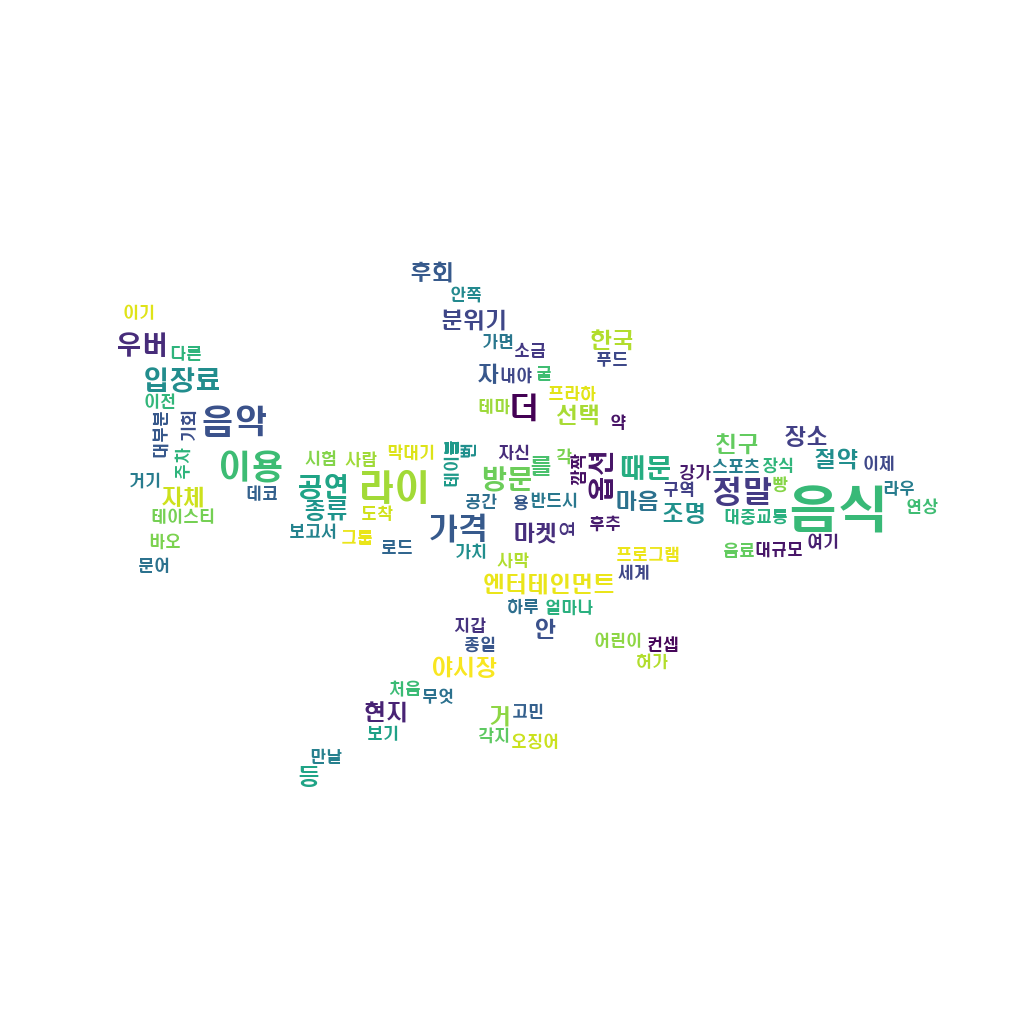 후회
안쪽
이기
분위기
한국
우버
가면
다른
소금
푸드
자
내야
굴
입장료
프라하
이전
테마
더
선택
약
음악
기회
대부분
친구
장소
시험
사람
막대기
테이블
번
자신
각
를
깜짝
옵션
때문
절약
이제
주차
이용
강가
스포츠
장식
거기
자체
데코
공연
라이
방문
구역
정말
빵
음식
라우
연상
종류
도착
공간
용
반드시
마음
조명
대중교통
테이스티
보고서
그룹
가격
마켓
여
후추
바오
로드
가치
음료
대규모
여기
문어
사막
프로그램
세계
엔터테인먼트
하루
얼마나
지갑
안
어린이
컨셉
종일
허가
야시장
처음
무엇
현지
거
고민
보기
각지
오징어
만날
등